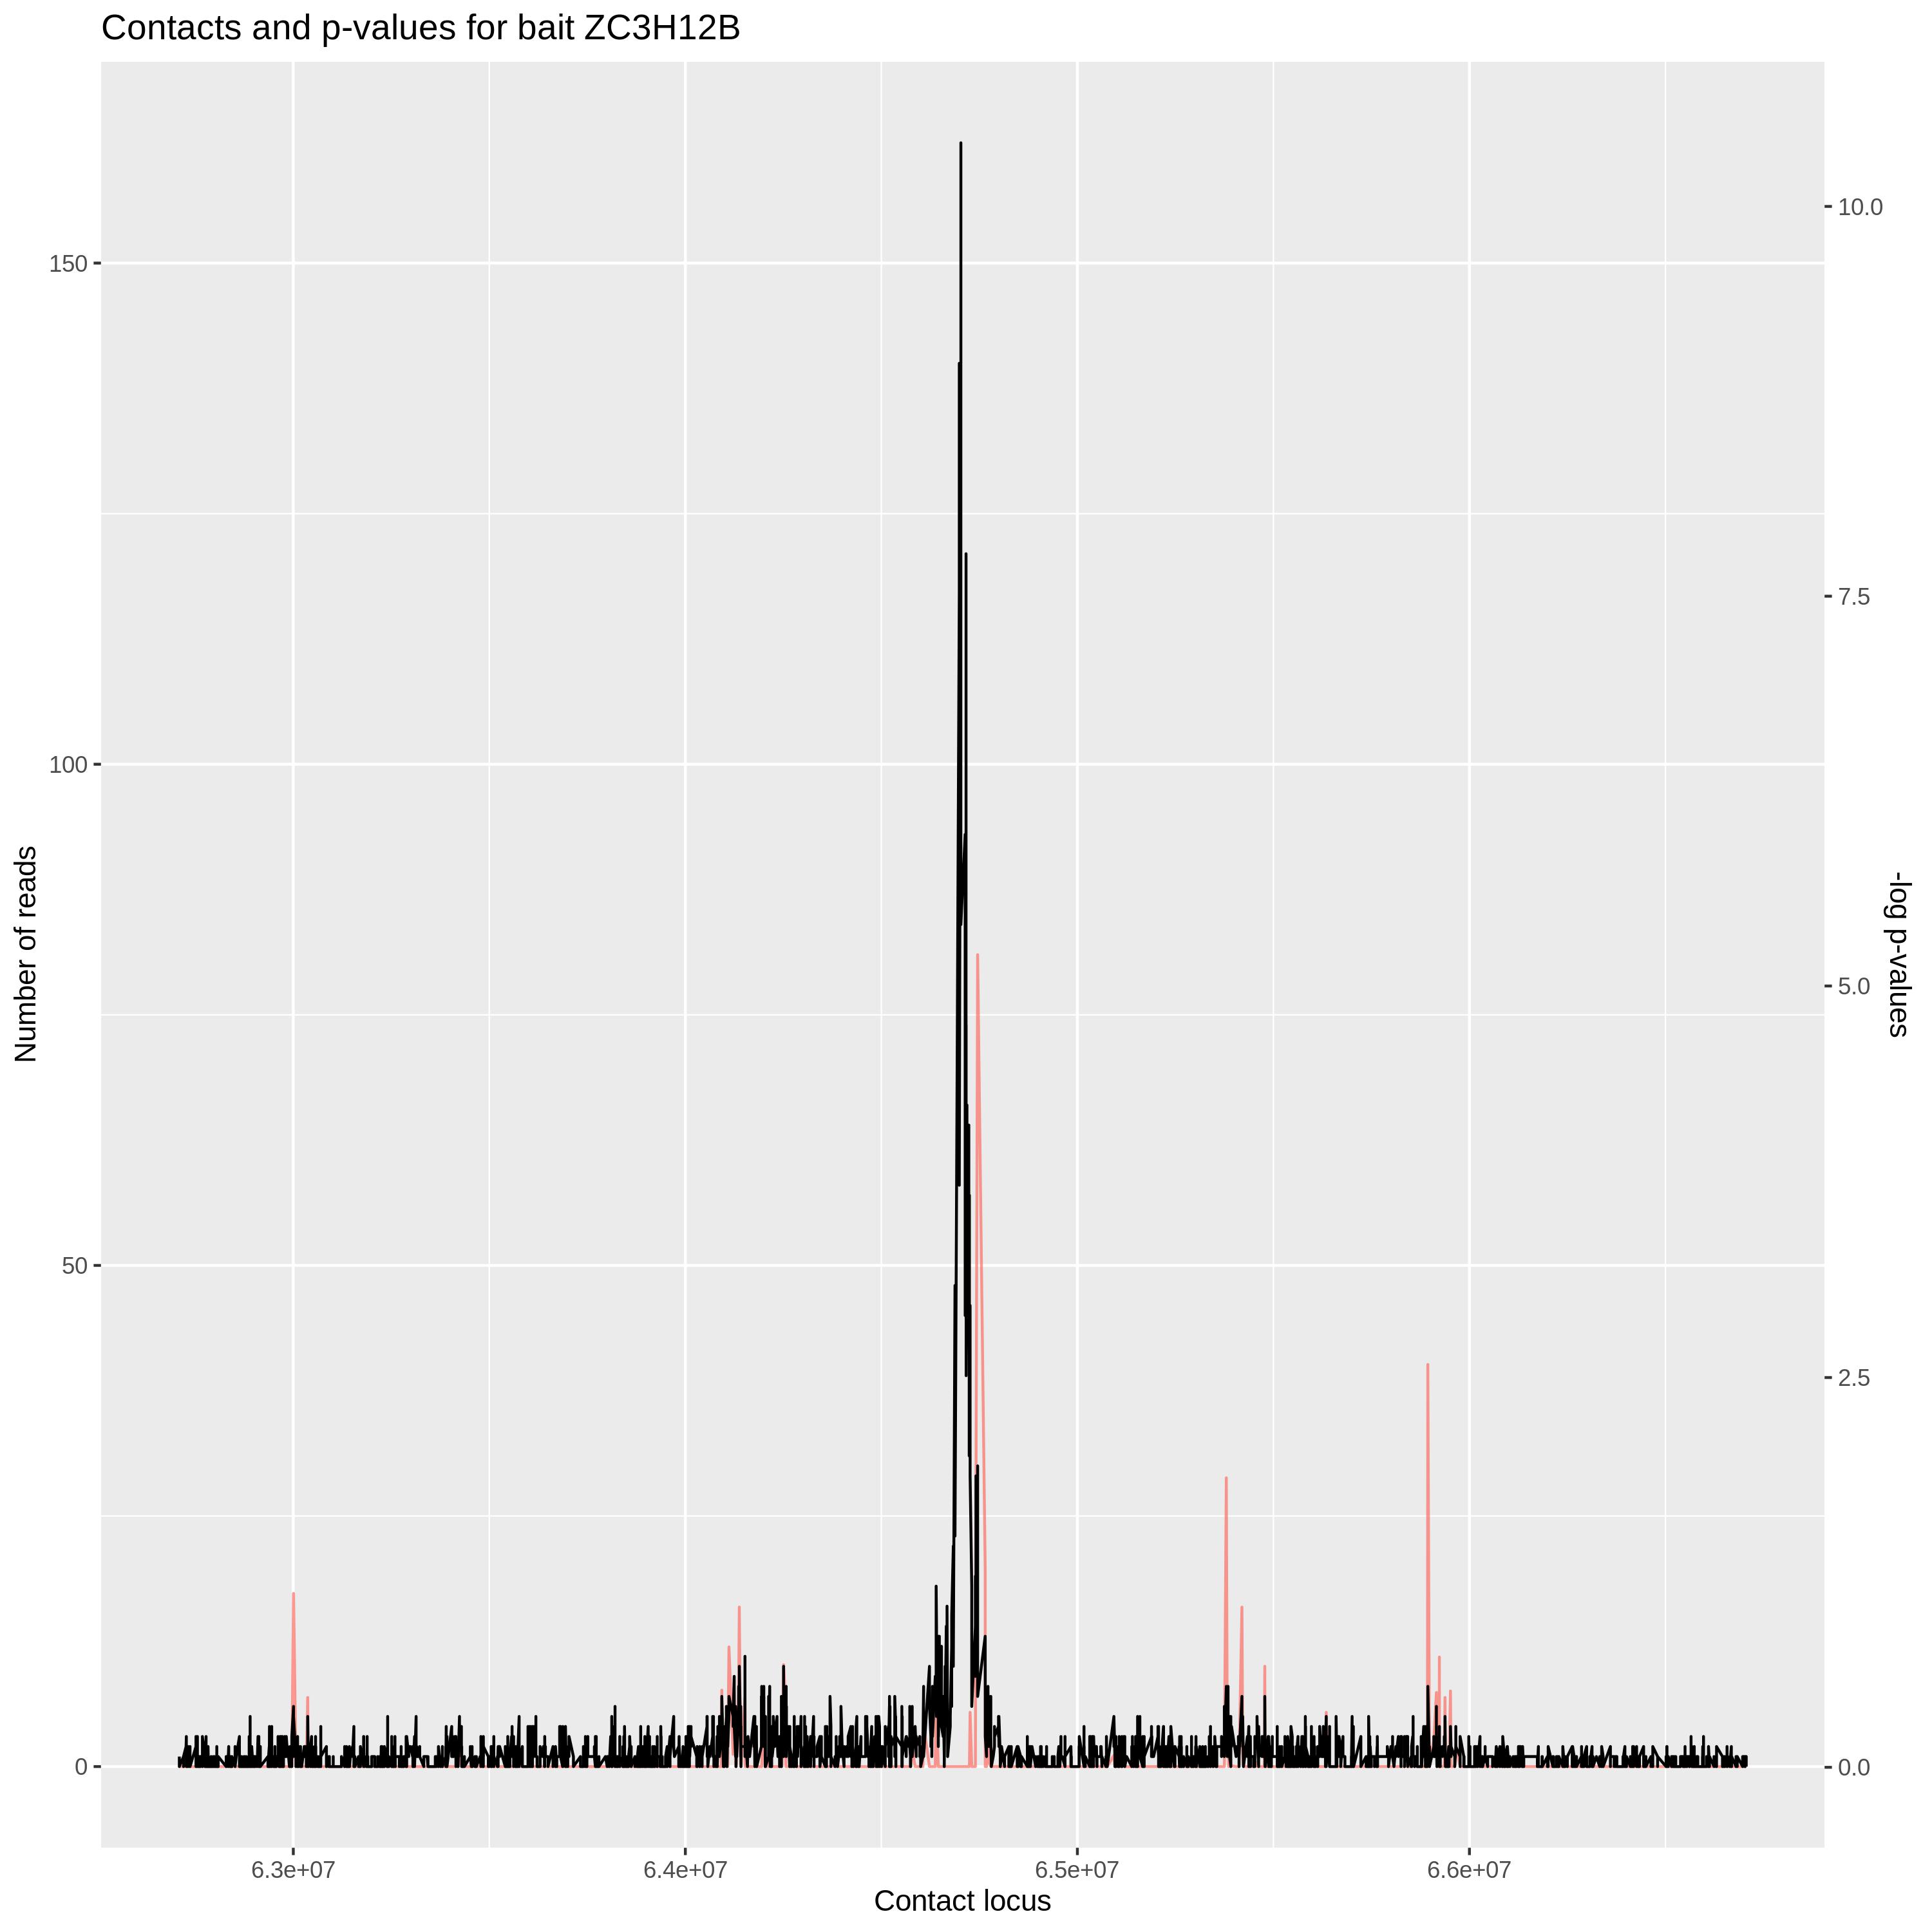 Contacts and p-values for bait ZC3H12B
150
100
50
0
Number of reads
10.0
7.5
5.0
2.5
0.0
-log p-values
6.3e+07
6.4e+07
6.5e+07
6.6e+07
Contact locus